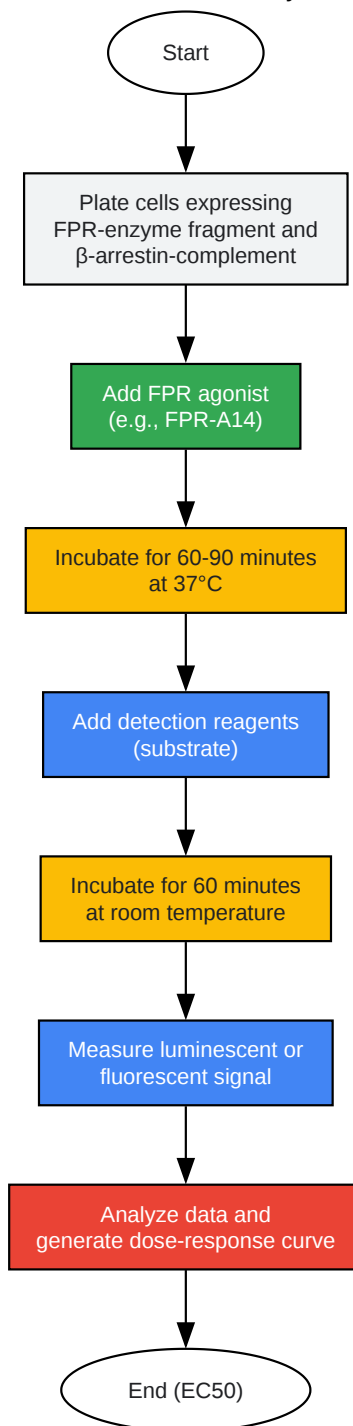 Start
Plate cells expressing
FPR-enzyme fragment and
β-arrestin-complement
Add FPR agonist
(e.g., FPR-A14)
Incubate for 60-90 minutes
at 37°C
Add detection reagents
(substrate)
Incubate for 60 minutes
at room temperature
Measure luminescent or
fluorescent signal
Analyze data and
generate dose-response curve
End (EC50)